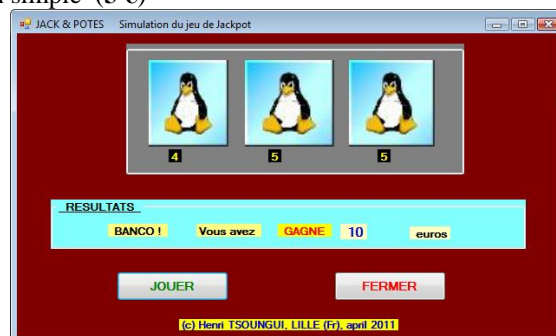 simple (5 €)
JACK & POTES Simulation du jeu de Jackpot
4 5 5
RESULTATS
BANCO ! Vous avez GAGNE 10 euros
JOUER FERMER
(c) Henri TSOUNGUI, LILLE (Fr), april 2011